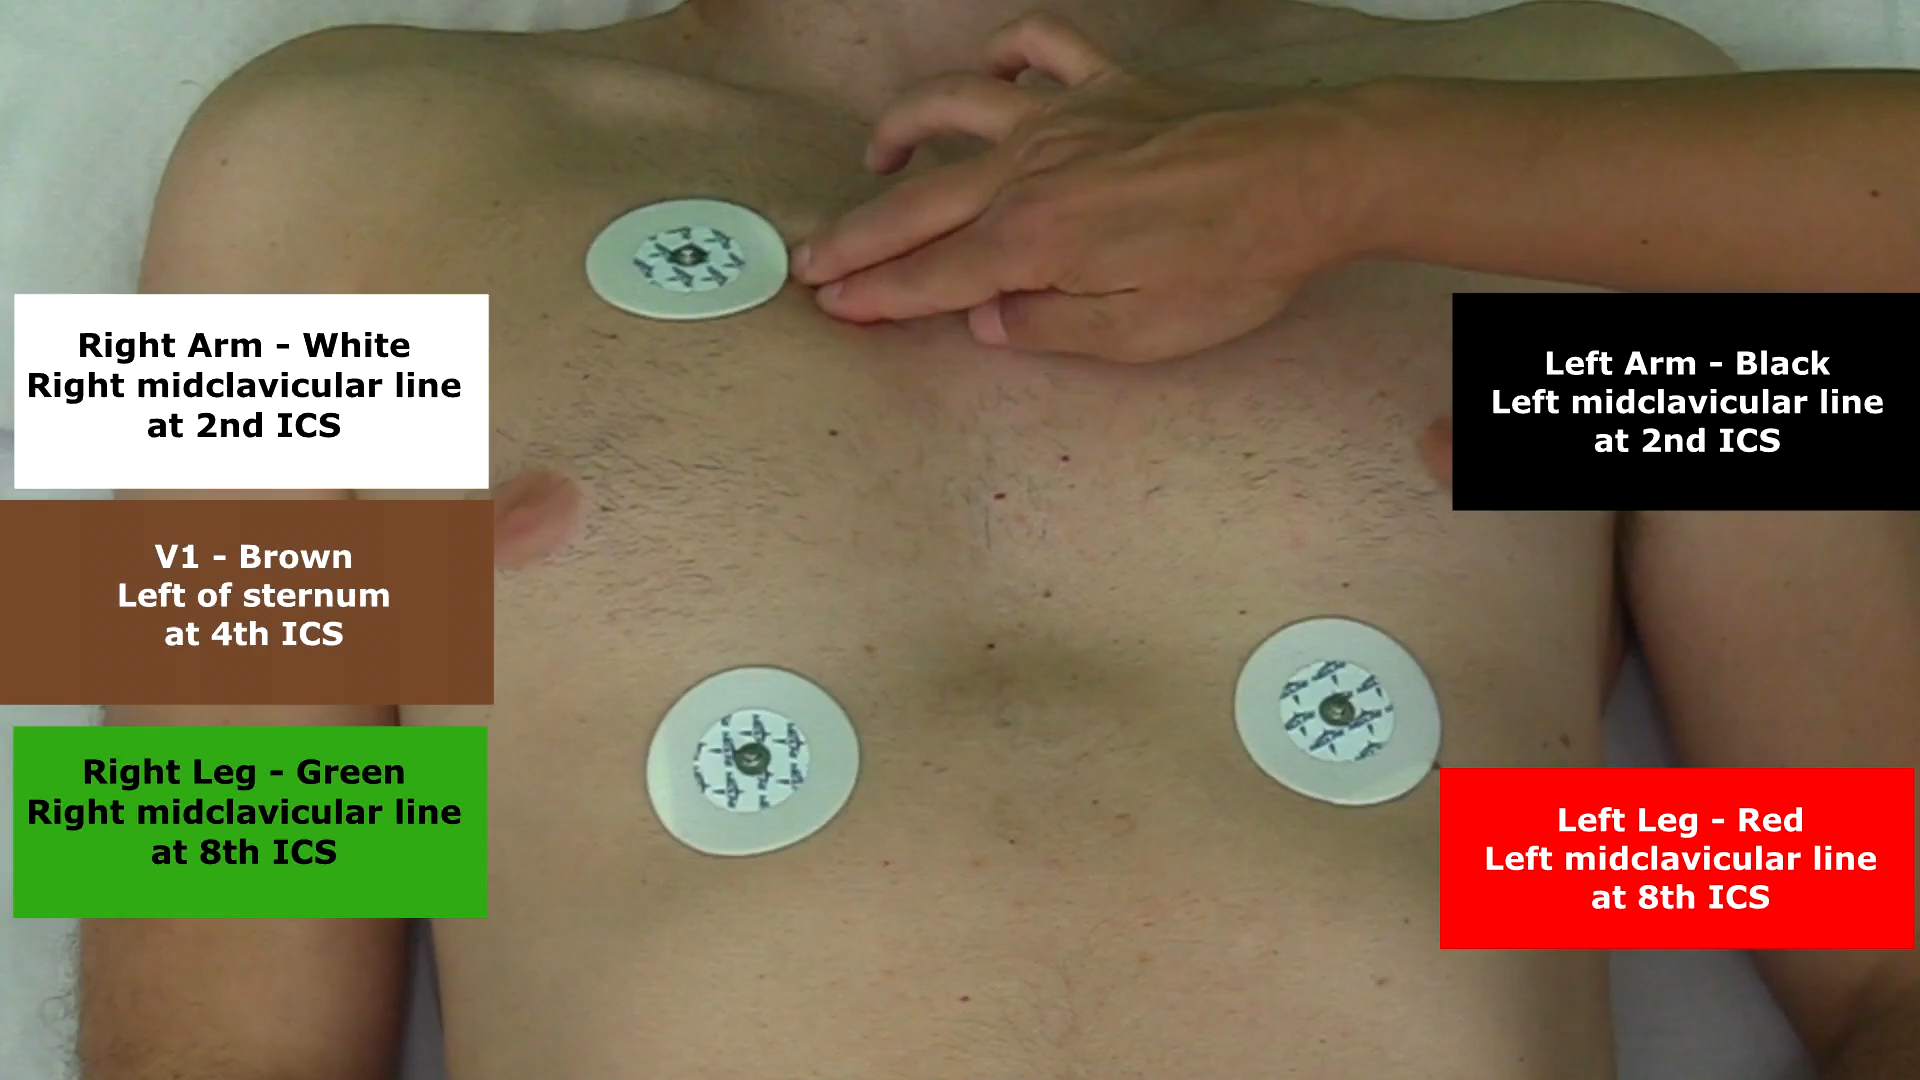 Right Arm - White
Right midclavicular line
at 2nd ICS
Left Arm - Black
Left midclavicular line
at 2nd ICS
V1 - Brown
Left of sternum
at 4th ICS
Right Leg - Green
Right midclavicular line
at 8th ICS
Left Leg - Red
Left midclavicular line
at 8th ICS